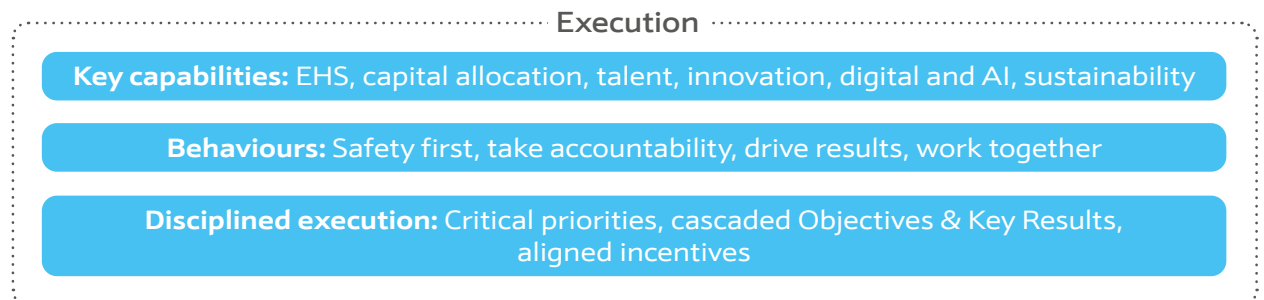 Execution
Key capabilities: EHS, capital allocation, talent, innovation, digital and AI, sustainability
Behaviours: Safety first, take accountability, drive results, work together
Disciplined execution: Critical priorities, cascaded Objectives & Key Results,
aligned incentives